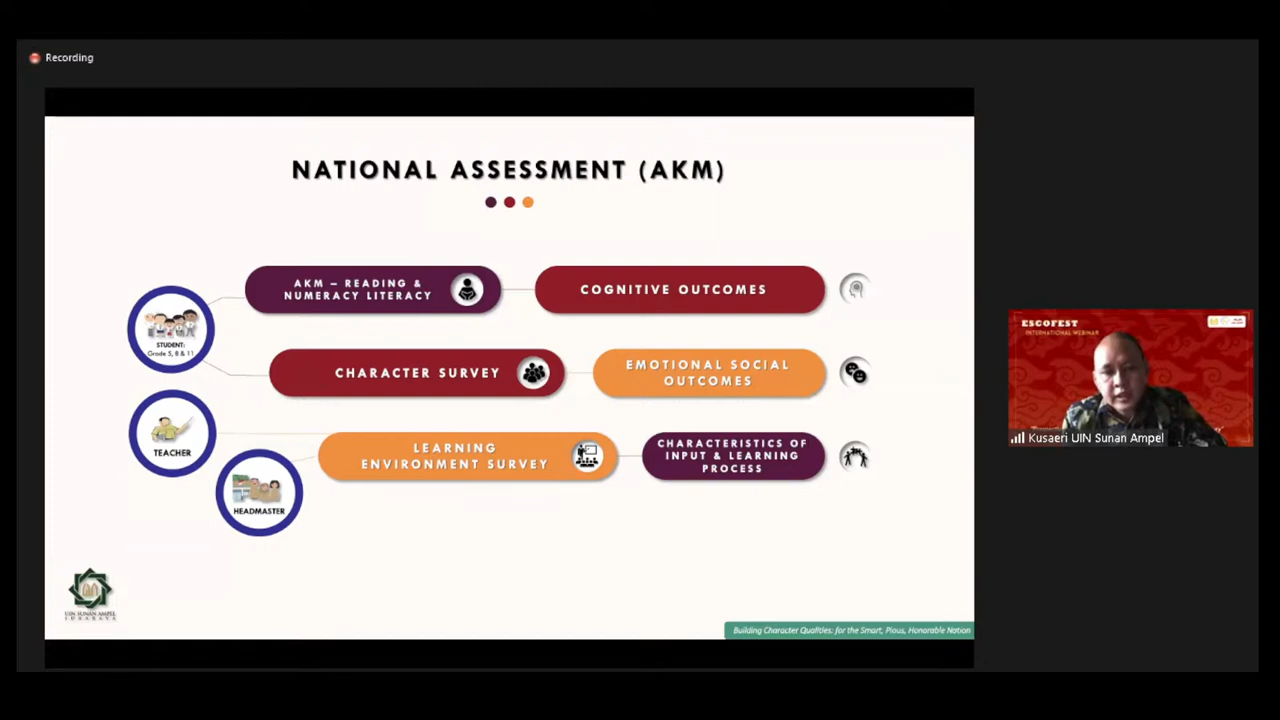 Recording
NATIONAL ASSESSMENT (AKM)
AKM – READING &
NUMERACY LITERACY
COGNITIVE OUTCOMES
STUDENT:
Grade 5, 8 & 11
CHARACTER SURVEY
EMOTIONAL SOCIAL
OUTCOMES
TEACHER
LEARNING
ENVIRONMENT SURVEY
CHARACTERISTICS OF
INPUT & LEARNING
PROCESS
HEADMASTER
UIN SUNAN AMPEL
SURABAYA
Building Character Qualities: for the Smart, Pious, Honorable Nation
ESCOFEST
INTERNATIONAL WEBINAR
Kusaeri UIN Sunan Ampel